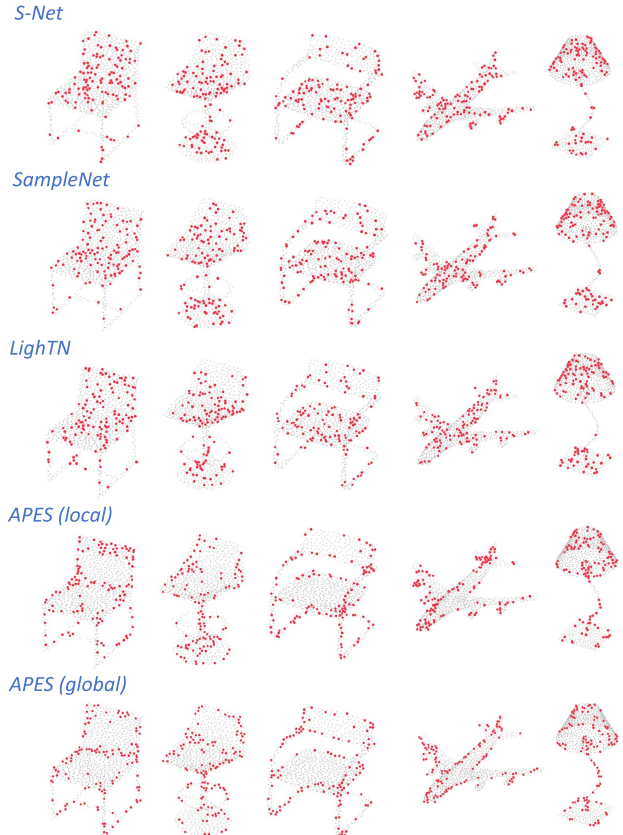 S-Net
SampleNet
LighTN
APES (local)
APES (global)